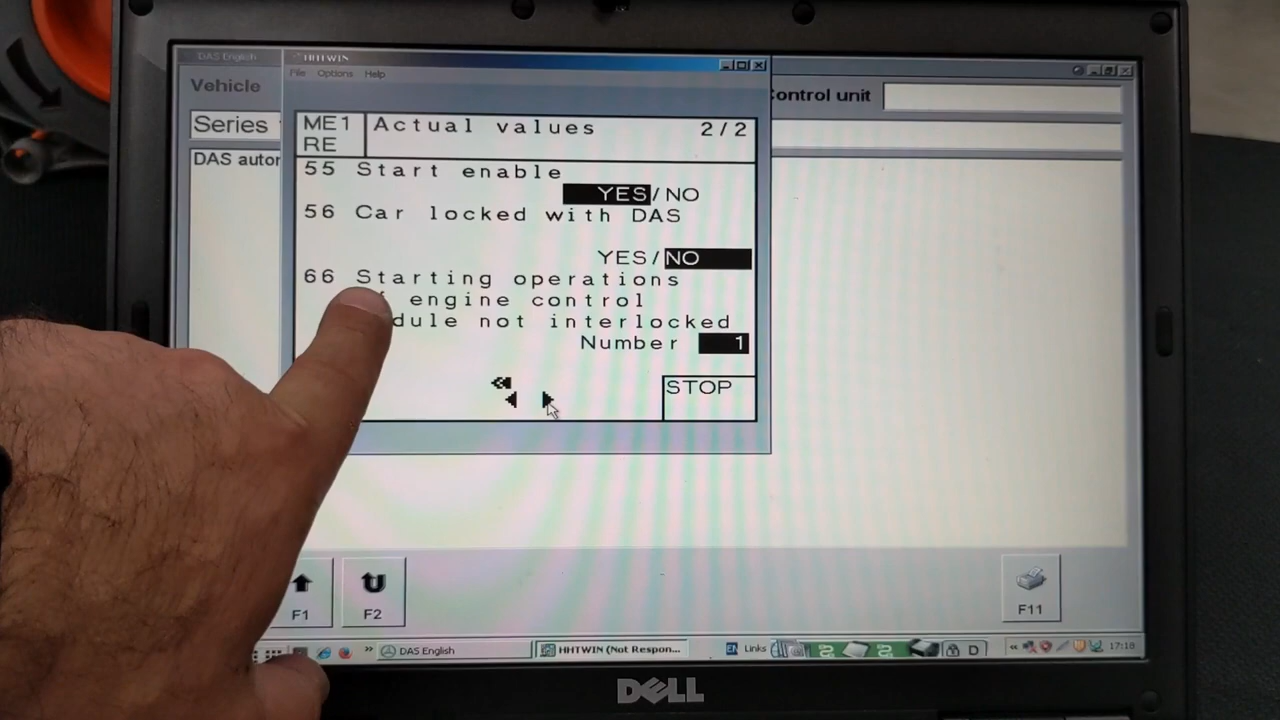 DAS English
HHTWIN
File Options Help
Vehicle
Control unit
Series
DAS autor
ME1
RE
Actual values 2/2
55 Start enable
YES/NO
56 Car locked with DAS
YES/NO
66 Starting operations
engine control
dule not interlocked
Number 1
STOP
F1
F2
F11
DAS English
HHTWIN (Not Respon...
EN Links
D
17:18
DELL